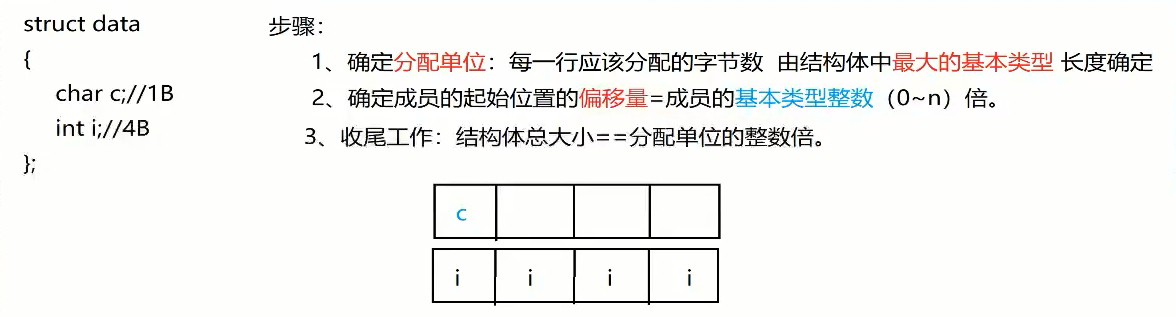 struct data
{
char c;//1B
int i;//4B
};
步骤：
1、确定分配单位：每一行应该分配的字节数 由结构体中最大的基本类型 长度确定
2、确定成员的起始位置的偏移量=成员的基本类型整数（0~n）倍。
3、收尾工作：结构体总大小==分配单位的整数倍。
c
i i i i